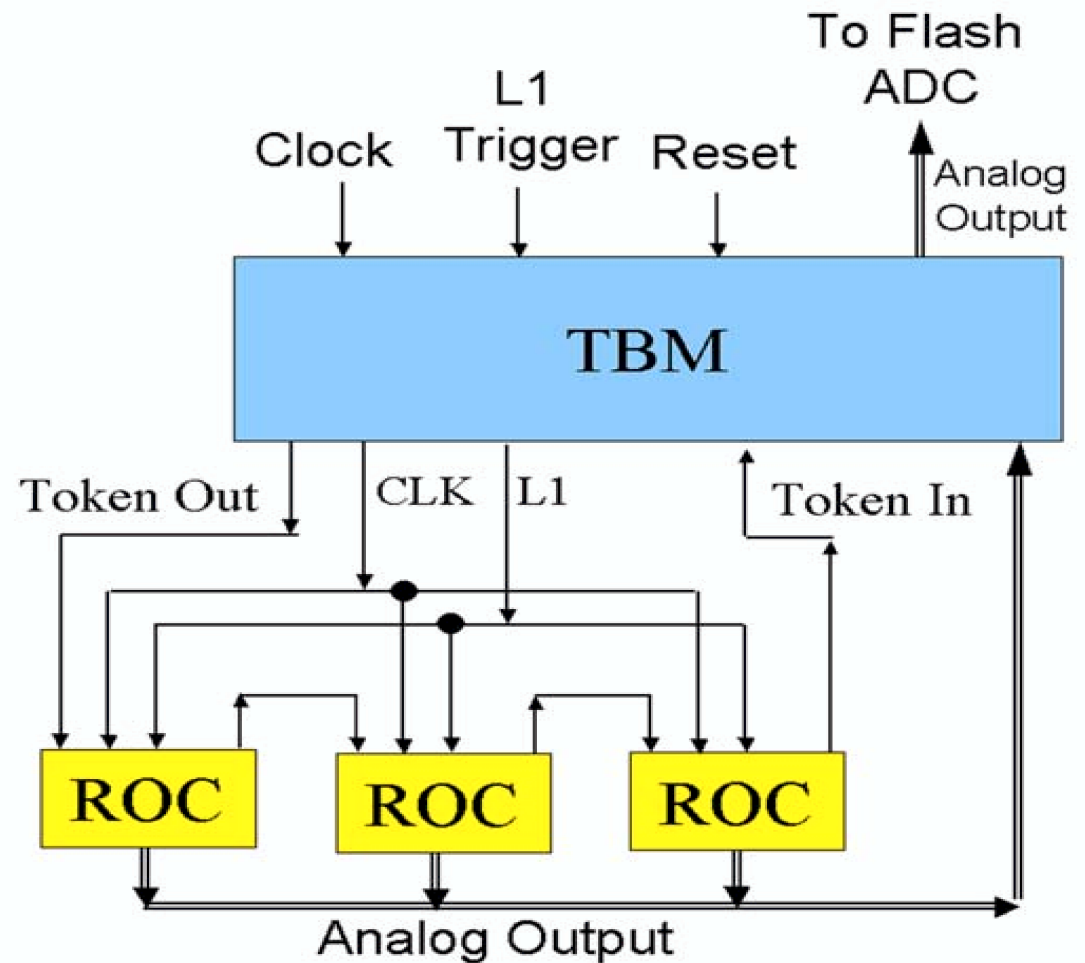 To Flash
ADC
L1
Trigger
Clock
Reset
Analog
Output
TBM
Token Out
CLK
L1
Token In
ROC
ROC
ROC
Analog Output